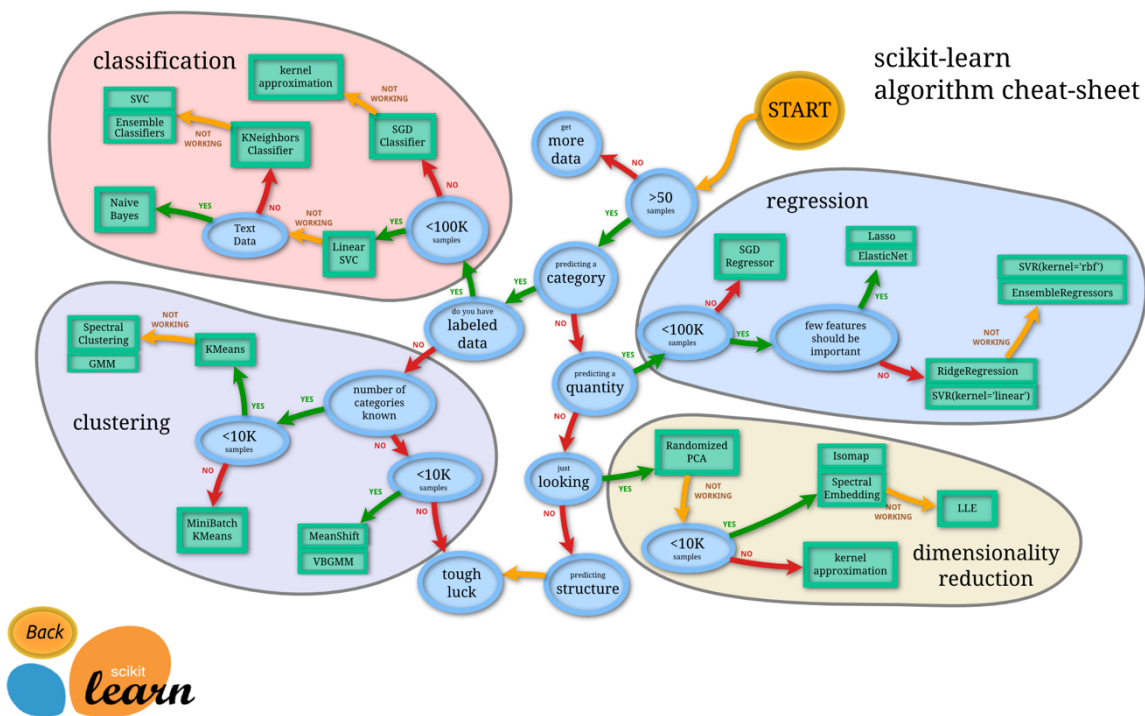 scikit-learn
algorithm cheat-sheet
START
classification
kernel
approximation
NOT
WORKING
SVC
Ensemble
Classifiers
NOT
WORKING
KNeighbors
Classifier
SGD
Classifier
NO
Naive
Bayes
YES
Text
Data
NO
NOT
WORKING
Linear
SVC
YES
<100K
samples
YES
get
more
data
NO
>50
samples
YES
predicting a
category
YES
do you have
labeled
data
NO
NO
predicting a
quantity
YES
NO
just
looking
YES
NO
predicting
structure
tough
luck
regression
SGD
Regressor
NO
<100K
samples
YES
Lasso
ElasticNet
YES
few features
should be
important
NO
SVR(kernel='rbf')
EnsembleRegressors
NOT
WORKING
RidgeRegression
SVR(kernel='linear')
clustering
Spectral
Clustering
GMM
NOT
WORKING
KMeans
YES
<10K
samples
YES
number of
categories
known
NO
NO
MiniBatch
KMeans
<10K
samples
YES
NO
MeanShift
VBGMM
dimensionality
reduction
Randomized
PCA
NOT
WORKING
<10K
samples
YES
NO
Isomap
Spectral
Embedding
NOT
WORKING
LLE
kernel
approximation
Back
scikit
learn